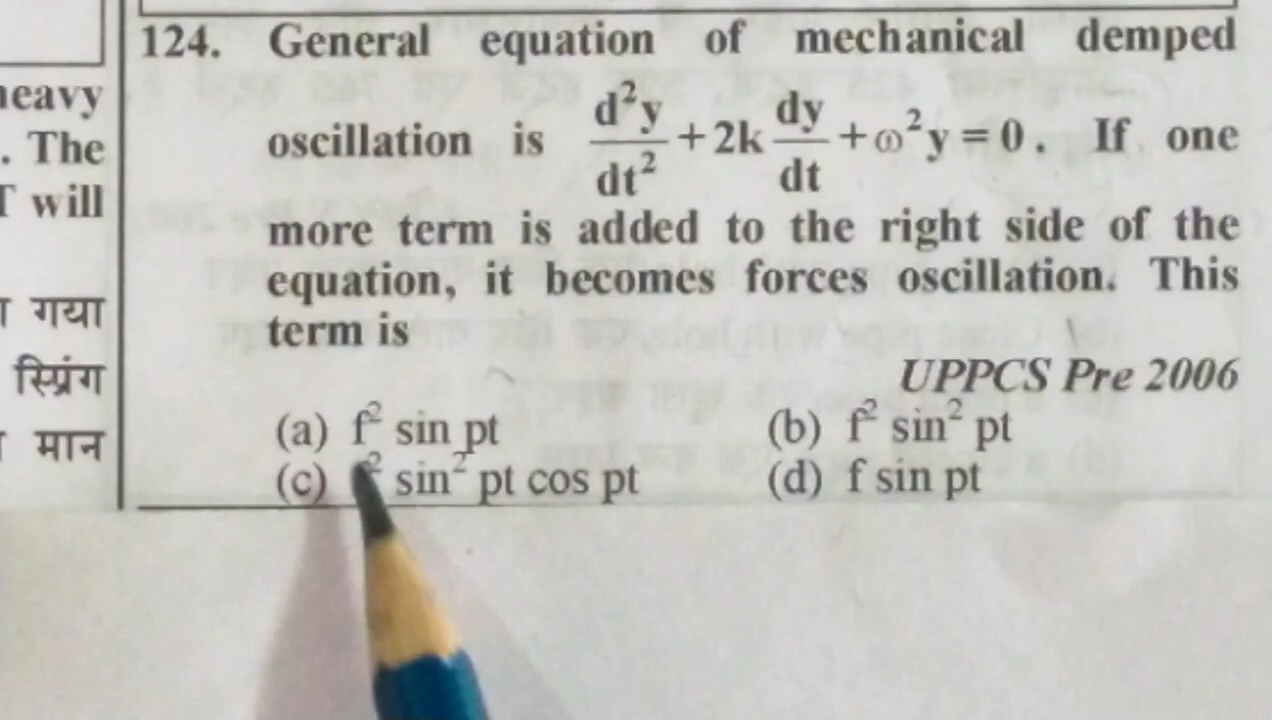 heavy
. The
T will
गया
स्प्रिंग
मान
124. General equation of mechanical demped
oscillation is d²y/dt² + 2k dy/dt + ω²y = 0. If one
more term is added to the right side of the
equation, it becomes forces oscillation. This
term is
UPPCS Pre 2006
(a) f² sin pt (b) f² sin² pt
(c) ² sin² pt cos pt (d) f sin pt